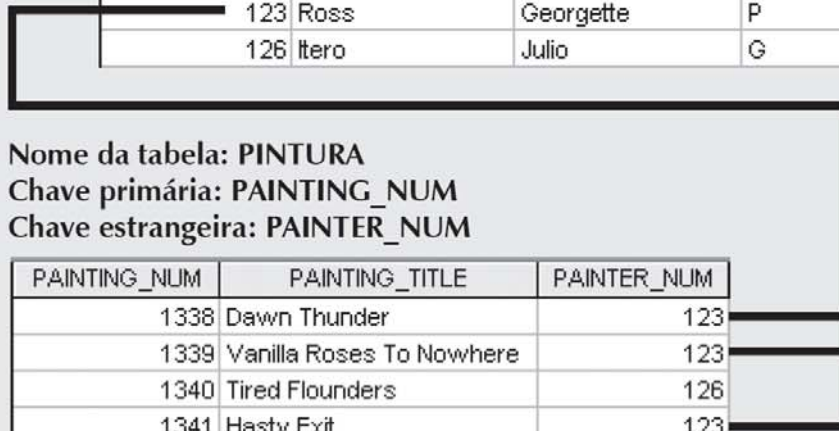 123 Ross Georgette P
126 Itero Julio G
Nome da tabela: PINTURA
Chave primária: PAINTING_NUM
Chave estrangeira: PAINTER_NUM
PAINTING_NUM PAINTING_TITLE PAINTER_NUM
1338 Dawn Thunder 123
1339 Vanilla Roses To Nowhere 123
1340 Tired Flounders 126
1341 Hasty Exit 123